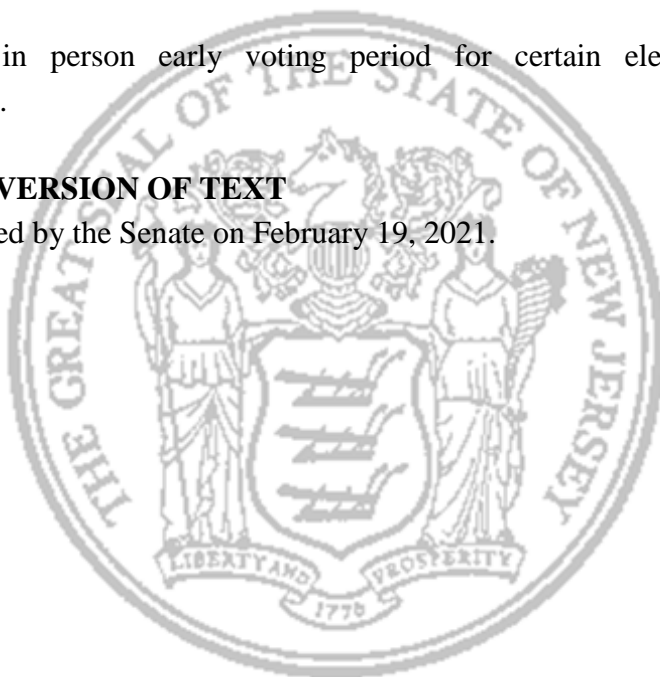 in person early voting period for certain ele
.
VERSION OF TEXT
ed by the Senate on February 19, 2021.
THE GREAT SEAL OF THE STATE OF NEW JERSEY
LIBERTY AND PROSPERITY
1776